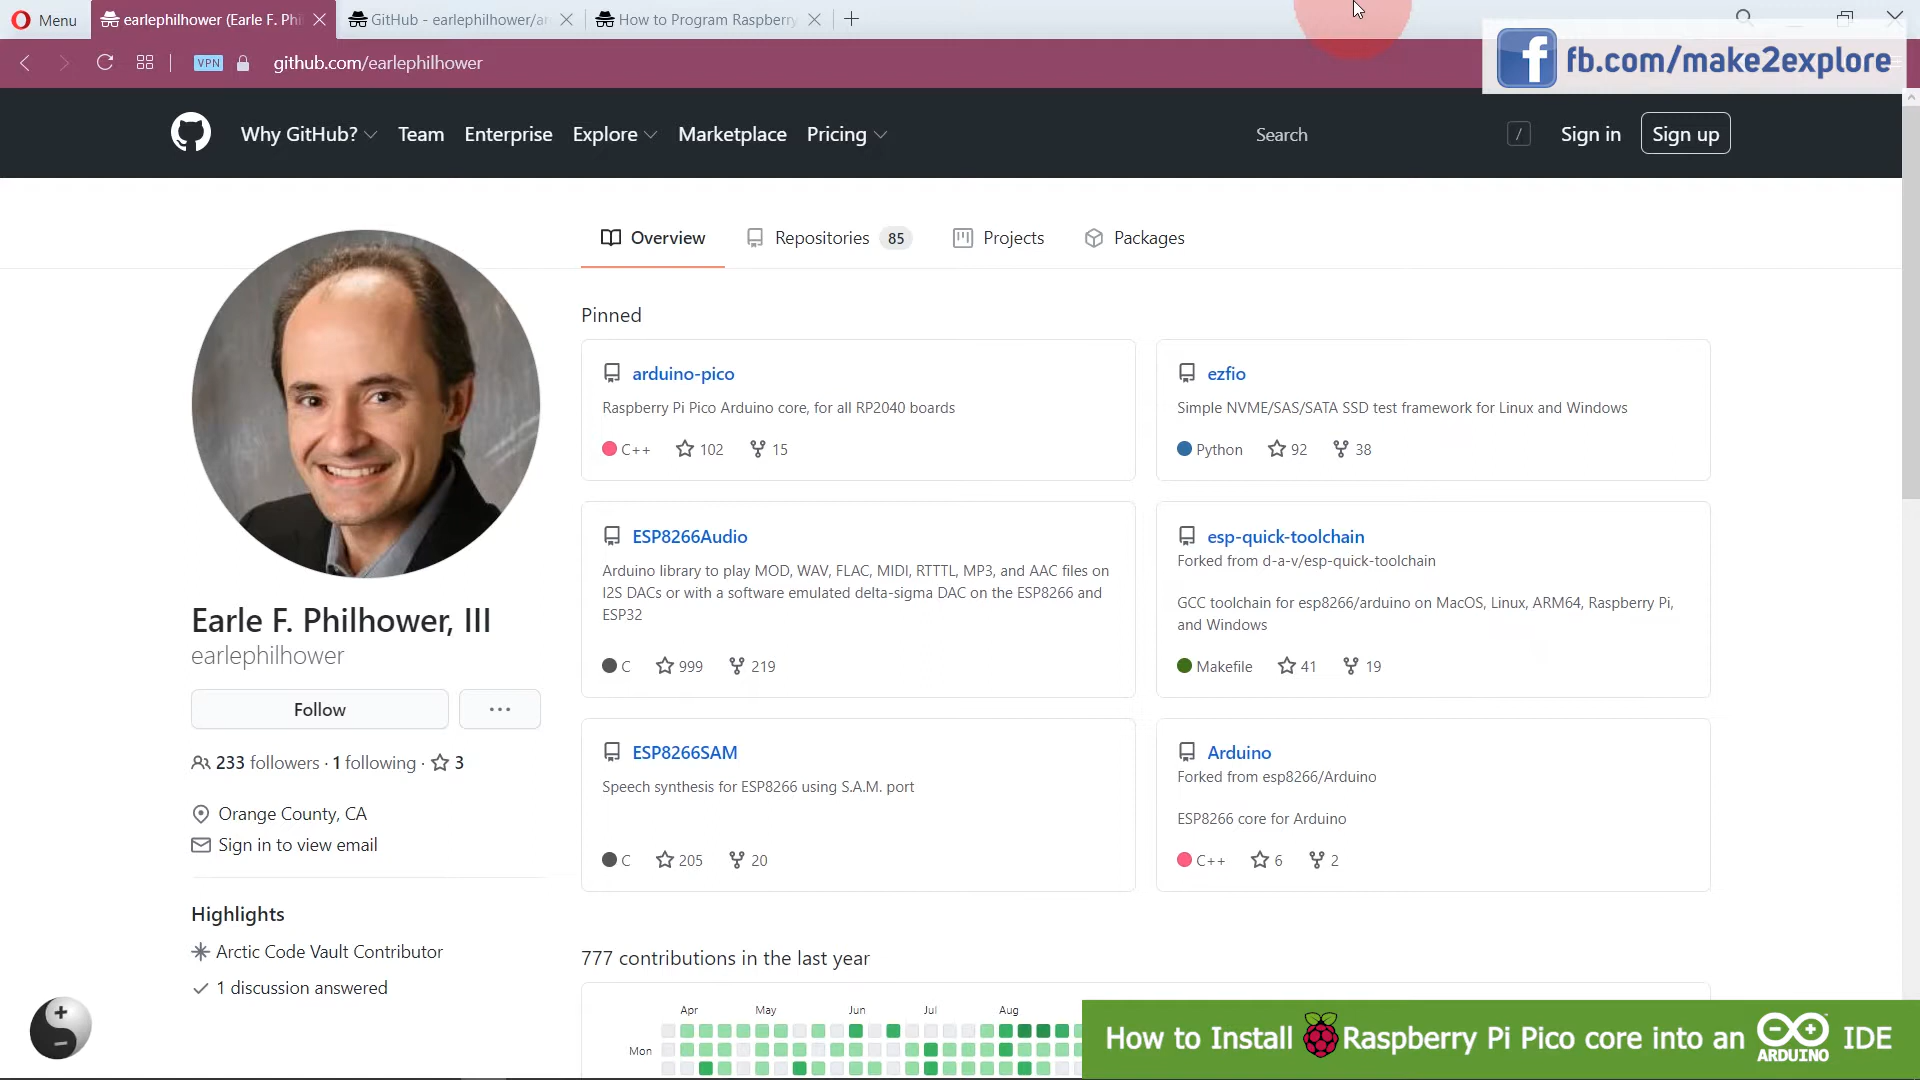 Menu
earlephilhower (Earle F. Phi
GitHub - earlephilhower/ar
How to Program Raspberry
VPN
github.com/earlephilhower
fb.com/make2explore
Why GitHub?
Team
Enterprise
Explore
Marketplace
Pricing
Search
/
Sign in
Sign up
Overview
Repositories 85
Projects
Packages
Earle F. Philhower, III
earlephilhower
Follow
...
233 followers · 1 following · 3
Orange County, CA
Sign in to view email
Highlights
Arctic Code Vault Contributor
1 discussion answered
Pinned
arduino-pico
Raspberry Pi Pico Arduino core, for all RP2040 boards
C++ 102 15
ezfio
Simple NVME/SAS/SATA SSD test framework for Linux and Windows
Python 92 38
ESP8266Audio
Arduino library to play MOD, WAV, FLAC, MIDI, RTTTL, MP3, and AAC files on
I2S DACs or with a software emulated delta-sigma DAC on the ESP8266 and
ESP32
C 999 219
esp-quick-toolchain
Forked from d-a-v/esp-quick-toolchain
GCC toolchain for esp8266/arduino on MacOS, Linux, ARM64, Raspberry Pi,
and Windows
Makefile 41 19
ESP8266SAM
Speech synthesis for ESP8266 using S.A.M. port
C 205 20
Arduino
Forked from esp8266/Arduino
ESP8266 core for Arduino
C++ 6 2
777 contributions in the last year
Apr May Jun Jul Aug
Mon
How to Install Raspberry Pi Pico core into an ARDUINO IDE